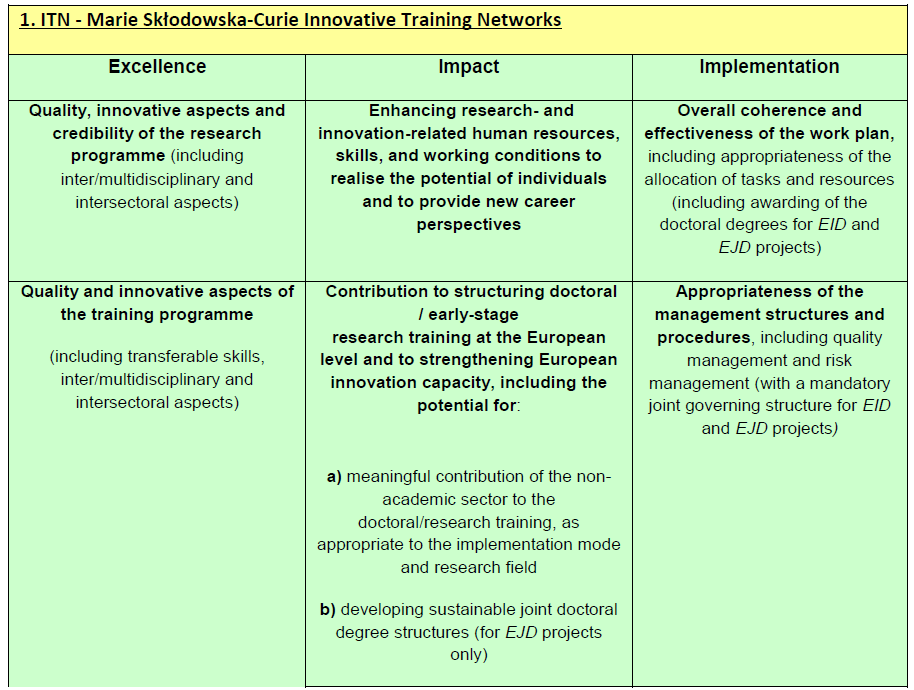 1. ITN - Marie Skłodowska-Curie Innovative Training Networks
Excellence
Impact
Implementation
Quality, innovative aspects and
credibility of the research
programme (including
inter/multidisciplinary and
intersectoral aspects)
Enhancing research- and
innovation-related human resources,
skills, and working conditions to
realise the potential of individuals
and to provide new career
perspectives
Overall coherence and
effectiveness of the work plan,
including appropriateness of the
allocation of tasks and resources
(including awarding of the
doctoral degrees for EID and
EJD projects)
Quality and innovative aspects of
the training programme
(including transferable skills,
inter/multidisciplinary and
intersectoral aspects)
Contribution to structuring doctoral
/ early-stage
research training at the European
level and to strengthening European
innovation capacity, including the
potential for:
a) meaningful contribution of the non-
academic sector to the
doctoral/research training, as
appropriate to the implementation mode
and research field
b) developing sustainable joint doctoral
degree structures (for EJD projects
only)
Appropriateness of the
management structures and
procedures, including quality
management and risk
management (with a mandatory
joint governing structure for EID
and EJD projects)